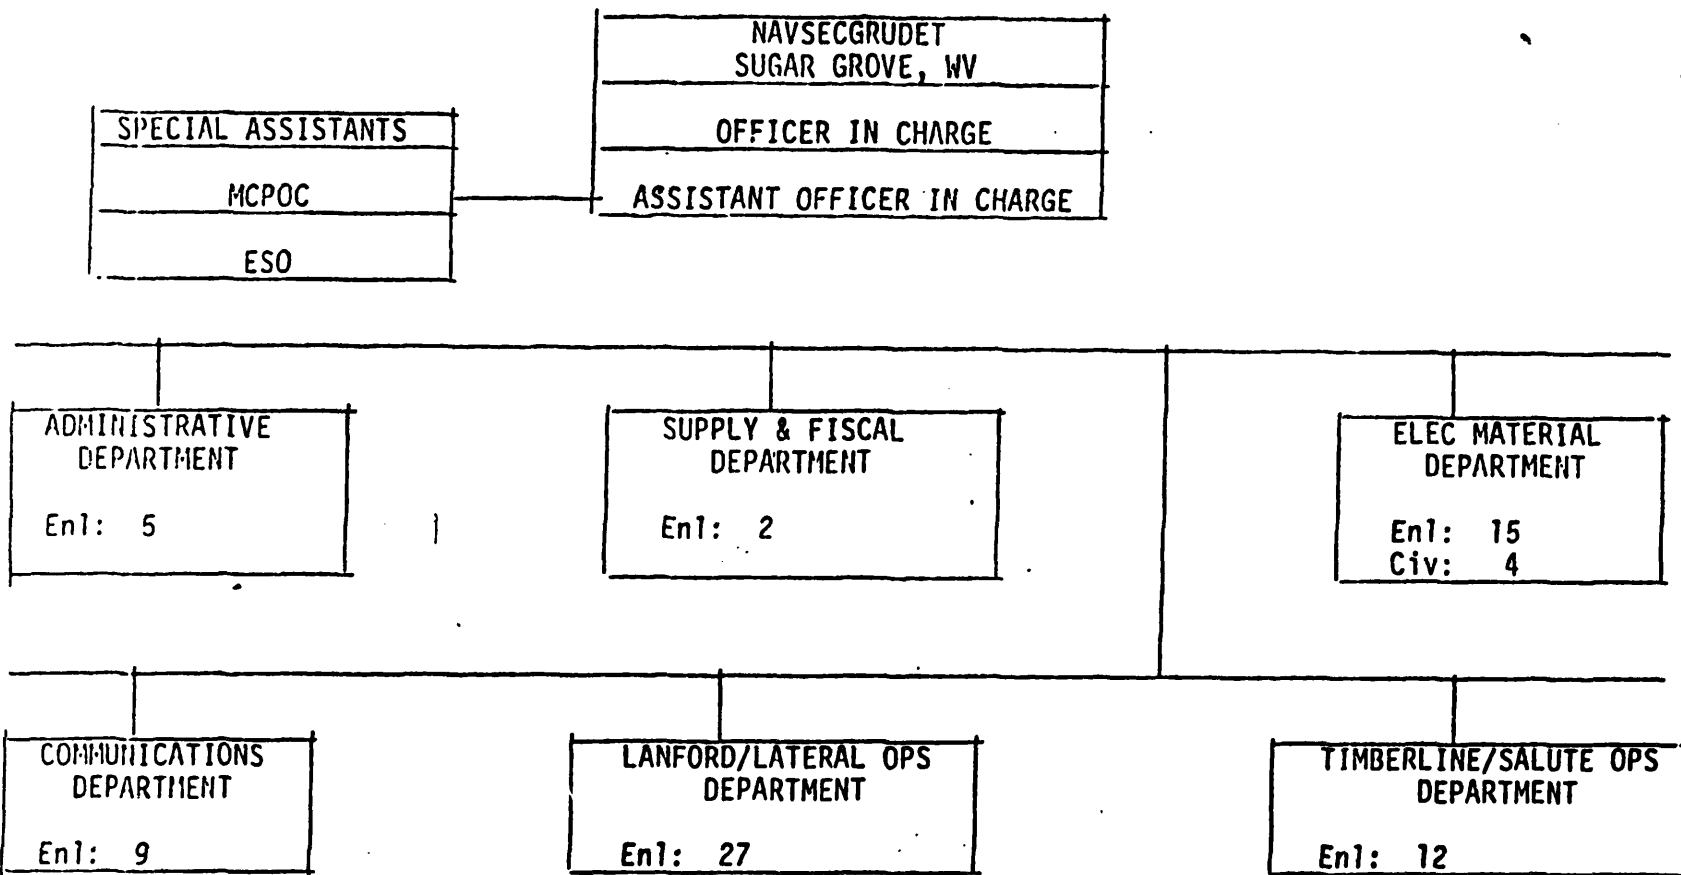 NAVSECGRUDET
SUGAR GROVE, WV
OFFICER IN CHARGE
ASSISTANT OFFICER IN CHARGE
SPECIAL ASSISTANTS
MCPOC
ESO
ADMINISTRATIVE
DEPARTMENT
Enl: 5
SUPPLY & FISCAL
DEPARTMENT
Enl: 2
ELEC MATERIAL
DEPARTMENT
Enl: 15
Civ: 4
COMMUNICATIONS
DEPARTMENT
Enl: 9
LANFORD/LATERAL OPS
DEPARTMENT
Enl: 27
TIMBERLINE/SALUTE OPS
DEPARTMENT
Enl: 12